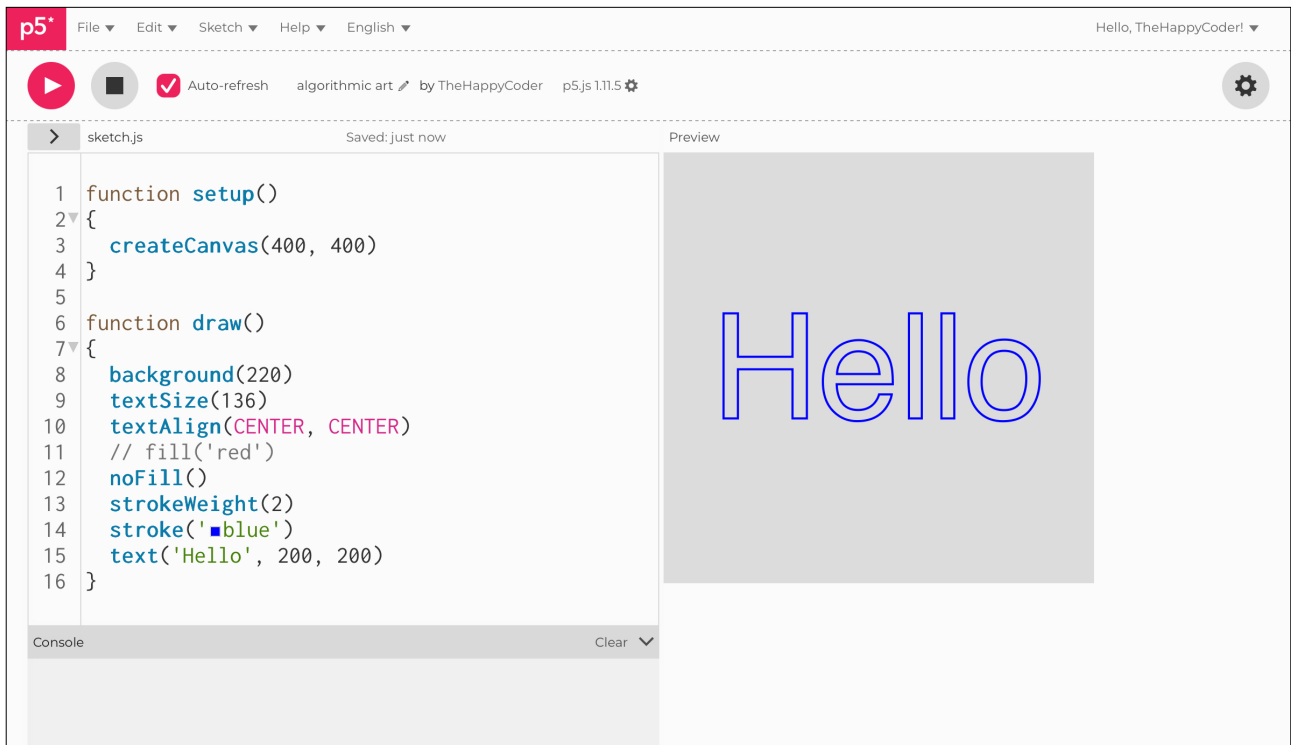 p5* File Edit Sketch Help English Hello, TheHappyCoder!
Auto-refresh algorithmic art by TheHappyCoder p5.js 1.11.5
> sketch.js Saved: just now Preview
1 function setup()
2 {
3 createCanvas(400, 400)
4 }
5
6 function draw()
7 {
8 background(220)
9 textSize(136)
10 textAlign(CENTER, CENTER)
11 // fill('red')
12 noFill()
13 strokeWeight(2)
14 stroke('blue')
15 text('Hello', 200, 200)
16 }
Hello
Console Clear